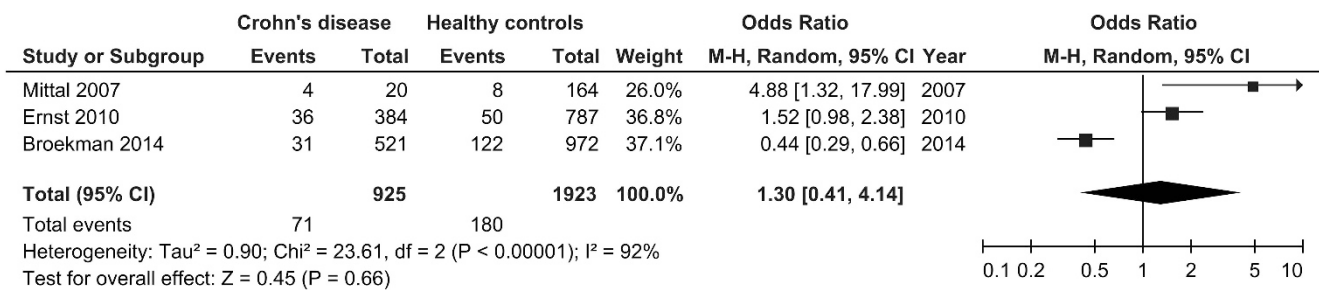 Crohn's disease Healthy controls Odds Ratio Odds Ratio
Study or Subgroup Events Total Events Total Weight M-H, Random, 95% CI Year M-H, Random, 95% CI
Mittal 2007 4 20 8 164 26.0% 4.88 [1.32, 17.99] 2007
Ernst 2010 36 384 50 787 36.8% 1.52 [0.98, 2.38] 2010
Broekman 2014 31 521 122 972 37.1% 0.44 [0.29, 0.66] 2014
Total (95% CI) 925 1923 100.0% 1.30 [0.41, 4.14]
Total events 71 180
Heterogeneity: Tau² = 0.90; Chi² = 23.61, df = 2 (P < 0.00001); I² = 92%
Test for overall effect: Z = 0.45 (P = 0.66)
0.1 0.2 0.5 1 2 5 10